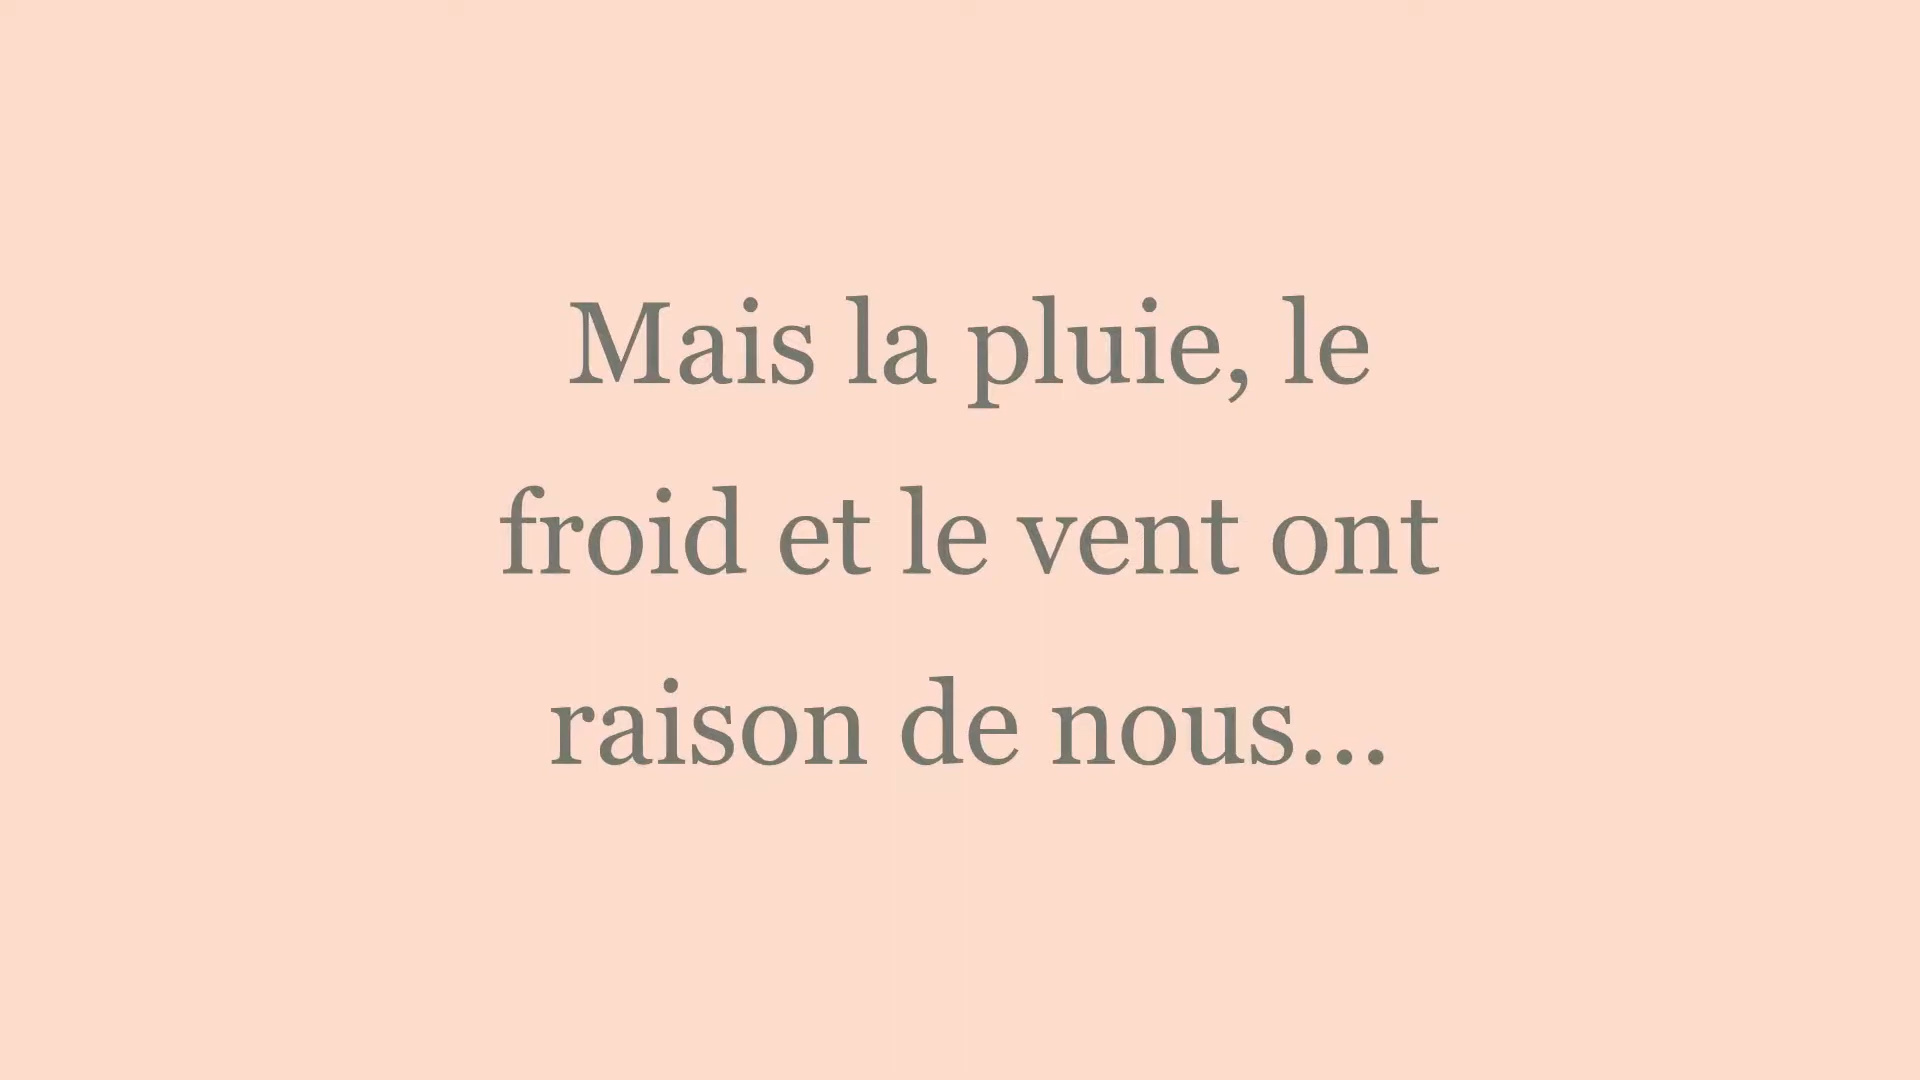 Mais la pluie, le
froid et le vent ont
raison de nous...